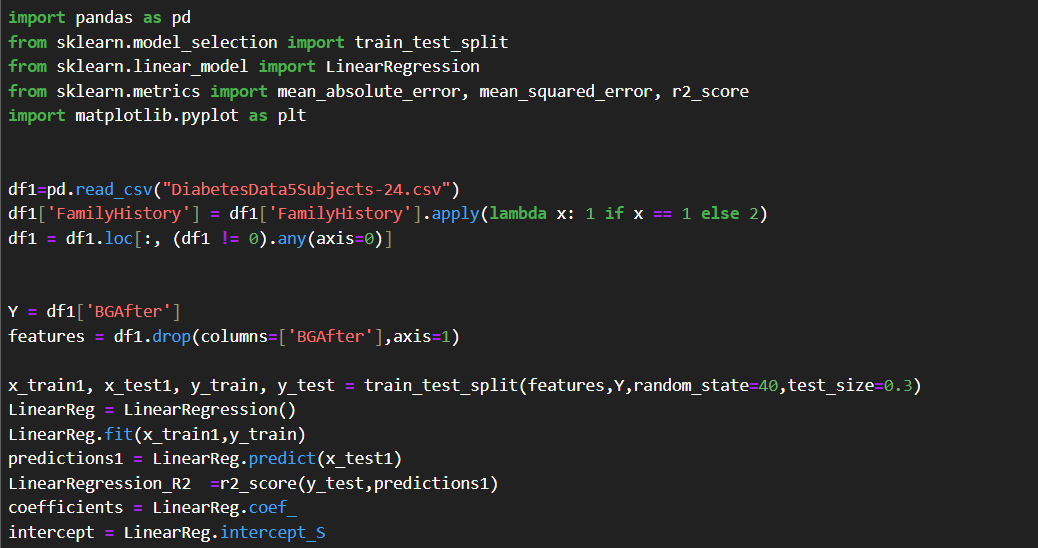 import pandas as pd
from sklearn.model_selection import train_test_split
from sklearn.linear_model import LinearRegression
from sklearn.metrics import mean_absolute_error, mean_squared_error, r2_score
import matplotlib.pyplot as plt
df1=pd.read_csv("DiabetesData5Subjects-24.csv")
df1['FamilyHistory'] = df1['FamilyHistory'].apply(lambda x: 1 if x == 1 else 2)
df1 = df1.loc[:, (df1 != 0).any(axis=0)]
Y = df1['BGAfter']
features = df1.drop(columns=['BGAfter'],axis=1)
x_train1, x_test1, y_train, y_test = train_test_split(features,Y,random_state=40,test_size=0.3)
LinearReg = LinearRegression()
LinearReg.fit(x_train1,y_train)
predictions1 = LinearReg.predict(x_test1)
LinearRegression_R2  =r2_score(y_test,predictions1)
coefficients = LinearReg.coef_
intercept = LinearReg.intercept_S